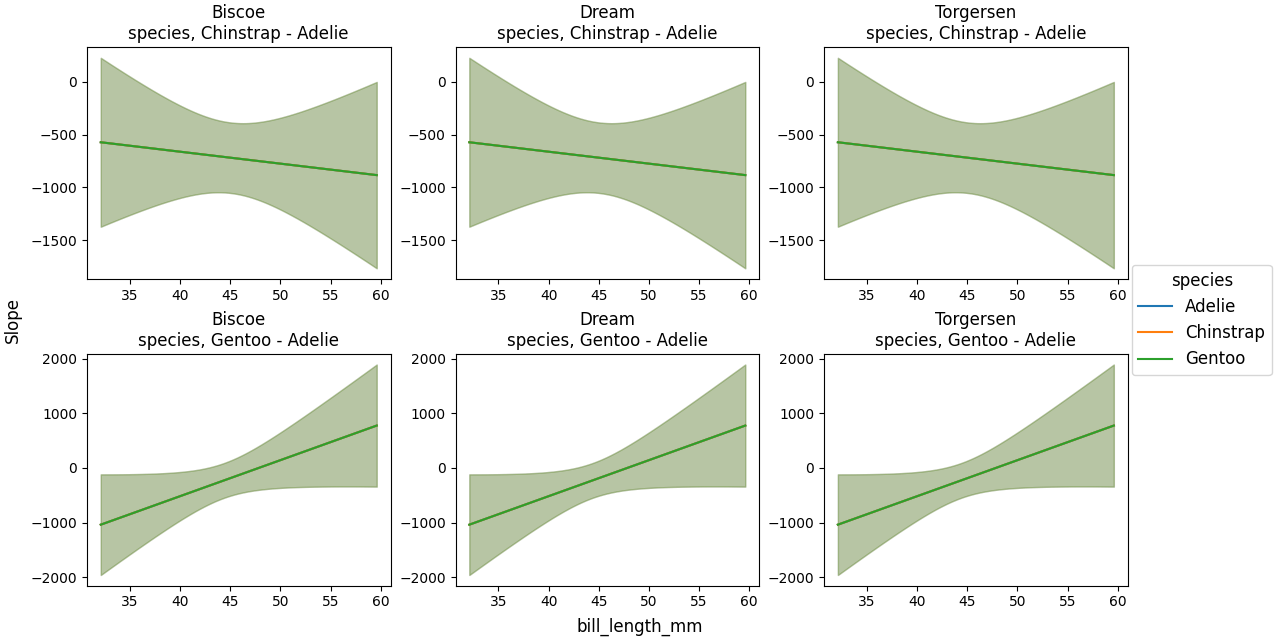 Biscoe
species, Chinstrap - Adelie
0
−500
−1000
−1500
35 40 45 50 55 60
Dream
species, Chinstrap - Adelie
0
−500
−1000
−1500
35 40 45 50 55 60
Torgersen
species, Chinstrap - Adelie
0
−500
−1000
−1500
35 40 45 50 55 60
Slope
Biscoe
species, Gentoo - Adelie
2000
1000
0
−1000
−2000
35 40 45 50 55 60
Dream
species, Gentoo - Adelie
2000
1000
0
−1000
−2000
35 40 45 50 55 60
Torgersen
species, Gentoo - Adelie
2000
1000
0
−1000
−2000
35 40 45 50 55 60
bill_length_mm
species
Adelie
Chinstrap
Gentoo